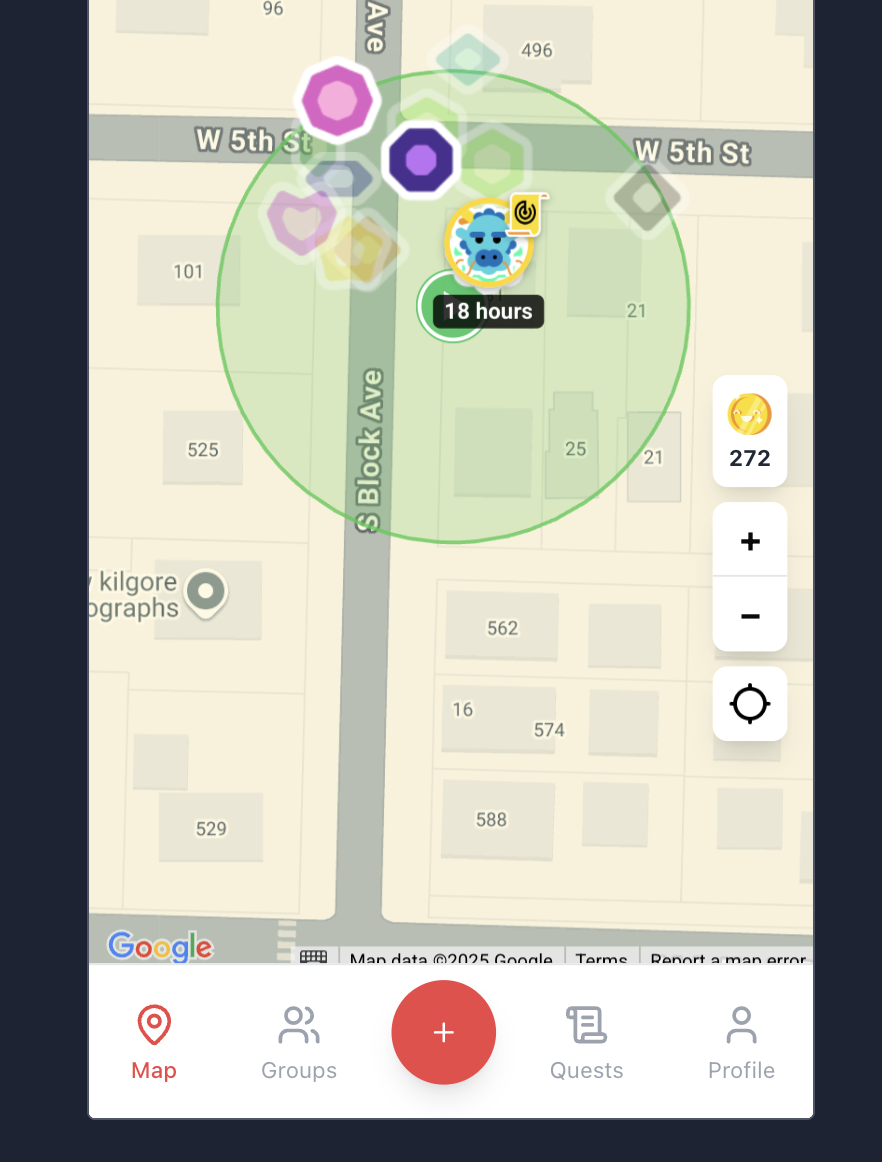 96
Ave
496
W 5th St
W 5th St
101
18 hours
21
S Block Ave
525
25
21
272
+
−
kilgore
ographs
562
16
574
529
588
Google
Map data ©2025 Google
Terms
Report a map error
+
Map
Groups
Quests
Profile